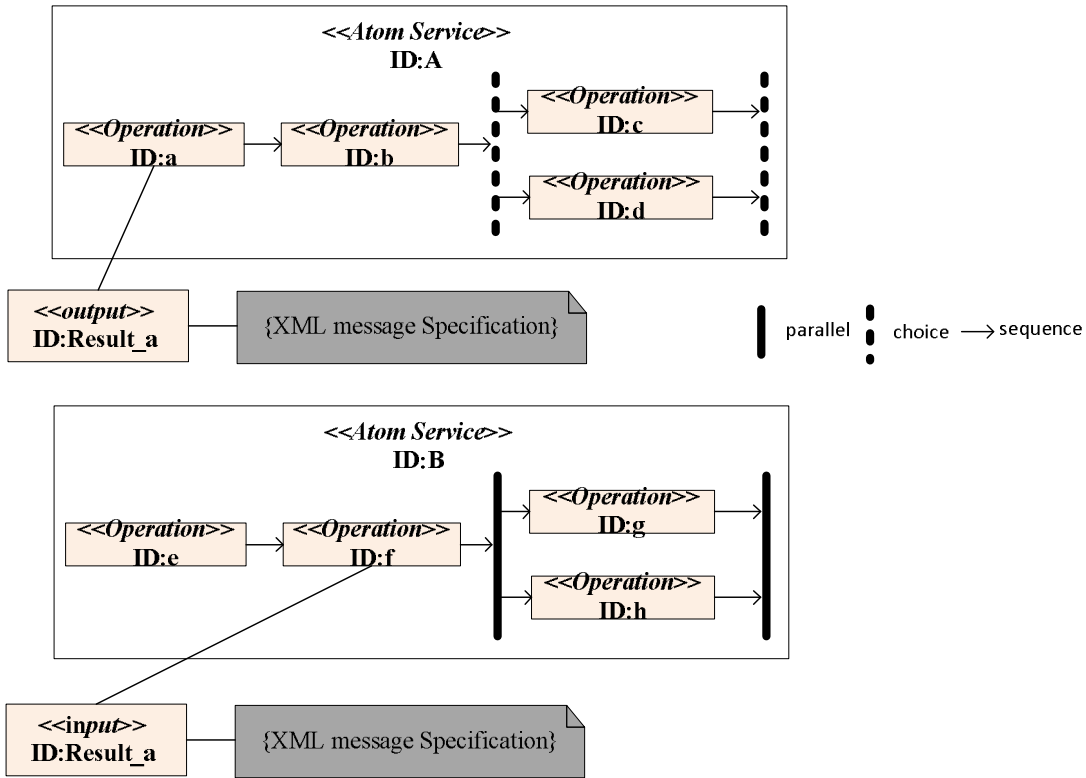 <<Atom Service>>
ID:A
<<Operation>>
ID:a
<<Operation>>
ID:b
<<Operation>>
ID:c
<<Operation>>
ID:d
<<output>>
ID:Result_a
{XML message Specification}
parallel
choice
sequence
<<Atom Service>>
ID:B
<<Operation>>
ID:e
<<Operation>>
ID:f
<<Operation>>
ID:g
<<Operation>>
ID:h
<<input>>
ID:Result_a
{XML message Specification}